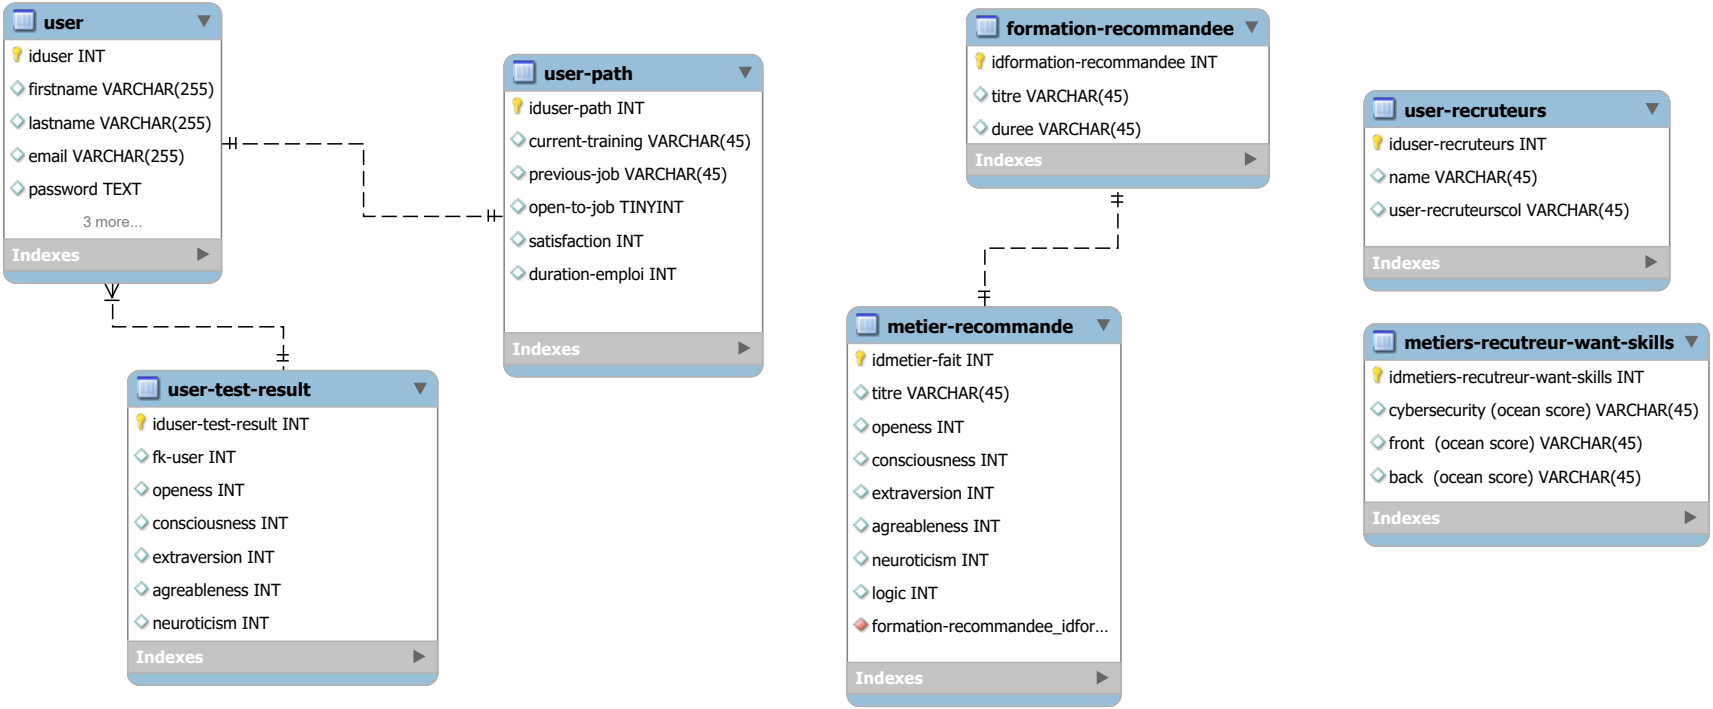 user
iduser INT
firstname VARCHAR(255)
lastname VARCHAR(255)
email VARCHAR(255)
password TEXT
3 more...
Indexes
user-path
iduser-path INT
current-training VARCHAR(45)
previous-job VARCHAR(45)
open-to-job TINYINT
satisfaction INT
duration-emploi INT
Indexes
user-test-result
iduser-test-result INT
fk-user INT
openess INT
consciousness INT
extraversion INT
agreableness INT
neuroticism INT
Indexes
formation-recommandee
idformation-recommandee INT
titre VARCHAR(45)
duree VARCHAR(45)
Indexes
metier-recommande
idmetier-fait INT
titre VARCHAR(45)
openess INT
consciousness INT
extraversion INT
agreableness INT
neuroticism INT
logic INT
formation-recommandee_idfor...
Indexes
user-recruteurs
iduser-recruteurs INT
name VARCHAR(45)
user-recruteurscol VARCHAR(45)
Indexes
metiers-recutreur-want-skills
idmetiers-recutreur-want-skills INT
cybersecurity (ocean score) VARCHAR(45)
front  (ocean score) VARCHAR(45)
back  (ocean score) VARCHAR(45)
Indexes